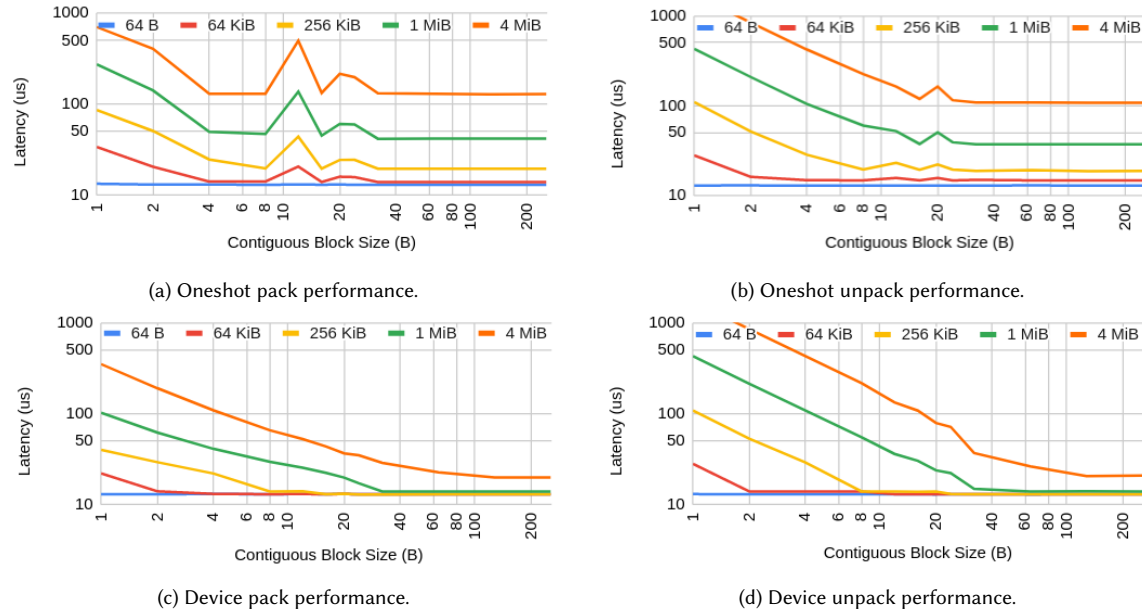 1000
64 B 64 KiB 256 KiB 1 MiB 4 MiB
500
100
50
10
Latency (us)
1 2 4 6 8 10 20 40 60 80 100 200
Contiguous Block Size (B)
(a) Oneshot pack performance.
1000
64 B 64 KiB 256 KiB 1 MiB 4 MiB
500
100
50
10
Latency (us)
1 2 4 6 8 10 20 40 60 80 100 200
Contiguous Block Size (B)
(b) Oneshot unpack performance.
1000
64 B 64 KiB 256 KiB 1 MiB 4 MiB
500
100
50
10
Latency (us)
1 2 4 6 8 10 20 40 60 80 100 200
Contiguous Block Size (B)
(c) Device pack performance.
1000
64 B 64 KiB 256 KiB 1 MiB 4 MiB
500
100
50
10
Latency (us)
1 2 4 6 8 10 20 40 60 80 100 200
Contiguous Block Size (B)
(d) Device unpack performance.